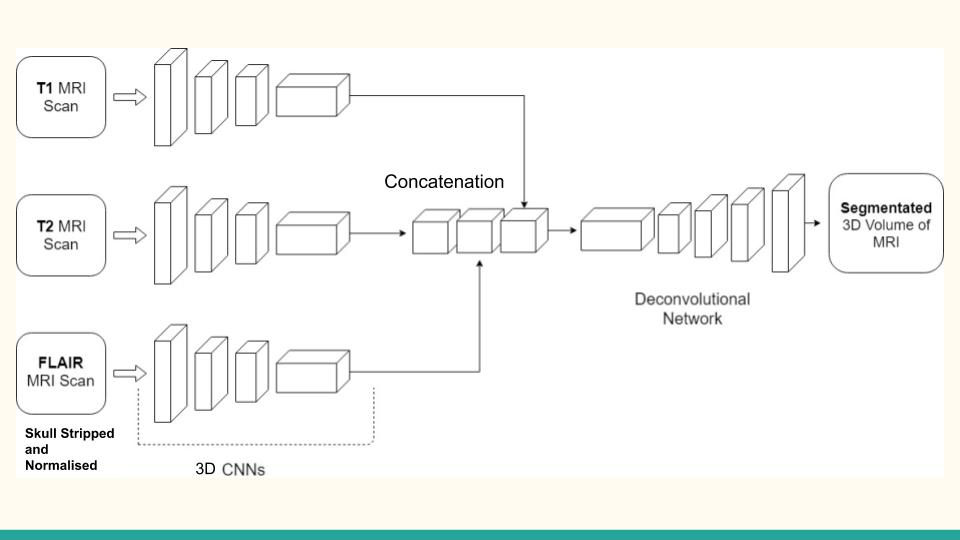 T1 MRI
Scan
Concatenation
T2 MRI
Scan
Segmentated
3D Volume of
MRI
Deconvolutional
Network
FLAIR
MRI Scan
Skull Stripped
and
Normalised
3D CNNs